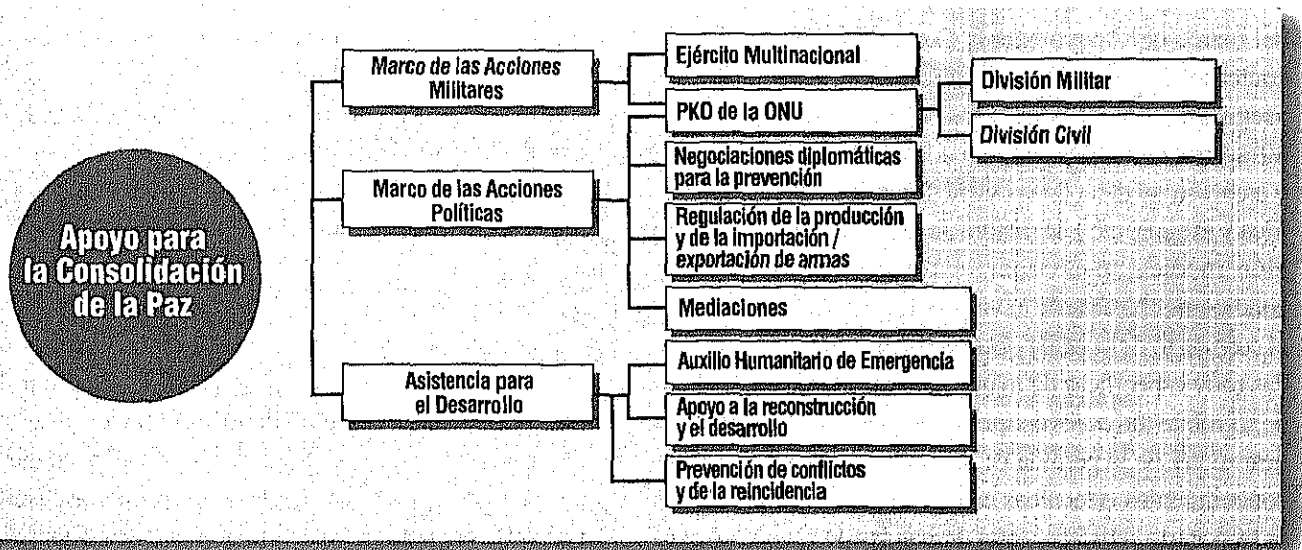 Apoyo para
la Consolidación
de la Paz
Marco de las Acciones
Militares
Ejército Multinacional
PKO de la ONU
División Militar
División Civil
Marco de las Acciones
Políticas
Negociaciones diplomáticas
para la prevención
Regulación de la producción
y de la importación /
exportación de armas
Mediaciones
Asistencia para
el Desarrollo
Auxilio Humanitario de Emergencia
Apoyo a la reconstrucción
y el desarrollo
Prevención de conflictos
y de la reincidencia